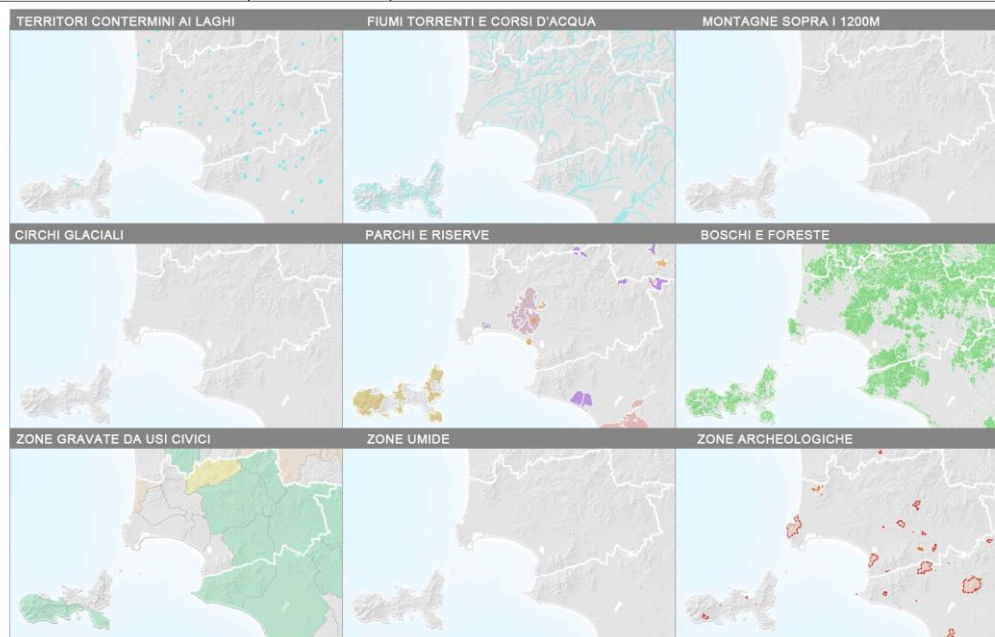 TERRITORI CONTERMINI AI LAGHI
FIUMI TORRENTI E CORSI D'ACQUA
MONTAGNE SOPRA I 1200M
CIRCHI GLACIALI
PARCHI E RISERVE
BOSCHI E FORESTE
ZONE GRAVATE DA USI CIVICI
ZONE UMIDE
ZONE ARCHEOLOGICHE